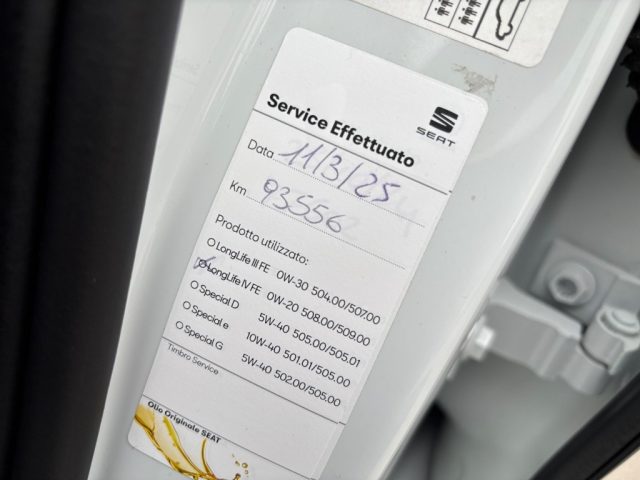 SEAT
Service Effettuato
Data 11/3/25
Km 93556
Prodotto utilizzato:
LongLife III FE 0W-30 504.00/507.00
LongLife IV FE 0W-20 508.00/509.00
Special D 5W-40 505.00/505.01
Special e 10W-40 501.01/505.00
Special G 5W-40 502.00/505.00
Timbro Service
Olio Originale SEAT